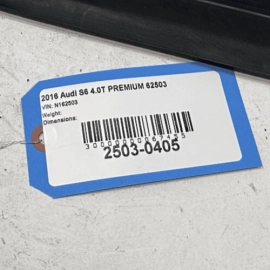 2016 Audi S6 4.0T PREMIUM 62503
VIN: N162503
Weight:
Dimensions:
2503-0405